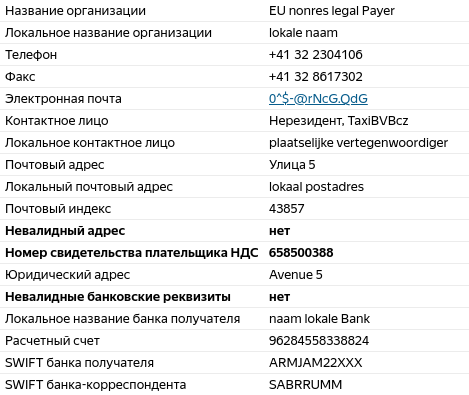 Название организации EU nonres legal Payer
Локальное название организации lokale naam
Телефон +41 32 2304106
Факс +41 32 8617302
Электронная почта 0^$-@rNcG.QdG
Контактное лицо Нерезидент, TaxiBVBcz
Локальное контактное лицо plaatselijke vertegenwoordiger
Почтовый адрес Улица 5
Локальный почтовый адрес lokaal postadres
Почтовый индекс 43857
Невалидный адрес нет
Номер свидетельства плательщика НДС 658500388
Юридический адрес Avenue 5
Невалидные банковские реквизиты нет
Локальное название банка получателя naam lokale Bank
Расчетный счет 96284558338824
SWIFT банка получателя ARMJAM22XXX
SWIFT банка-корреспондента SABRRUMM